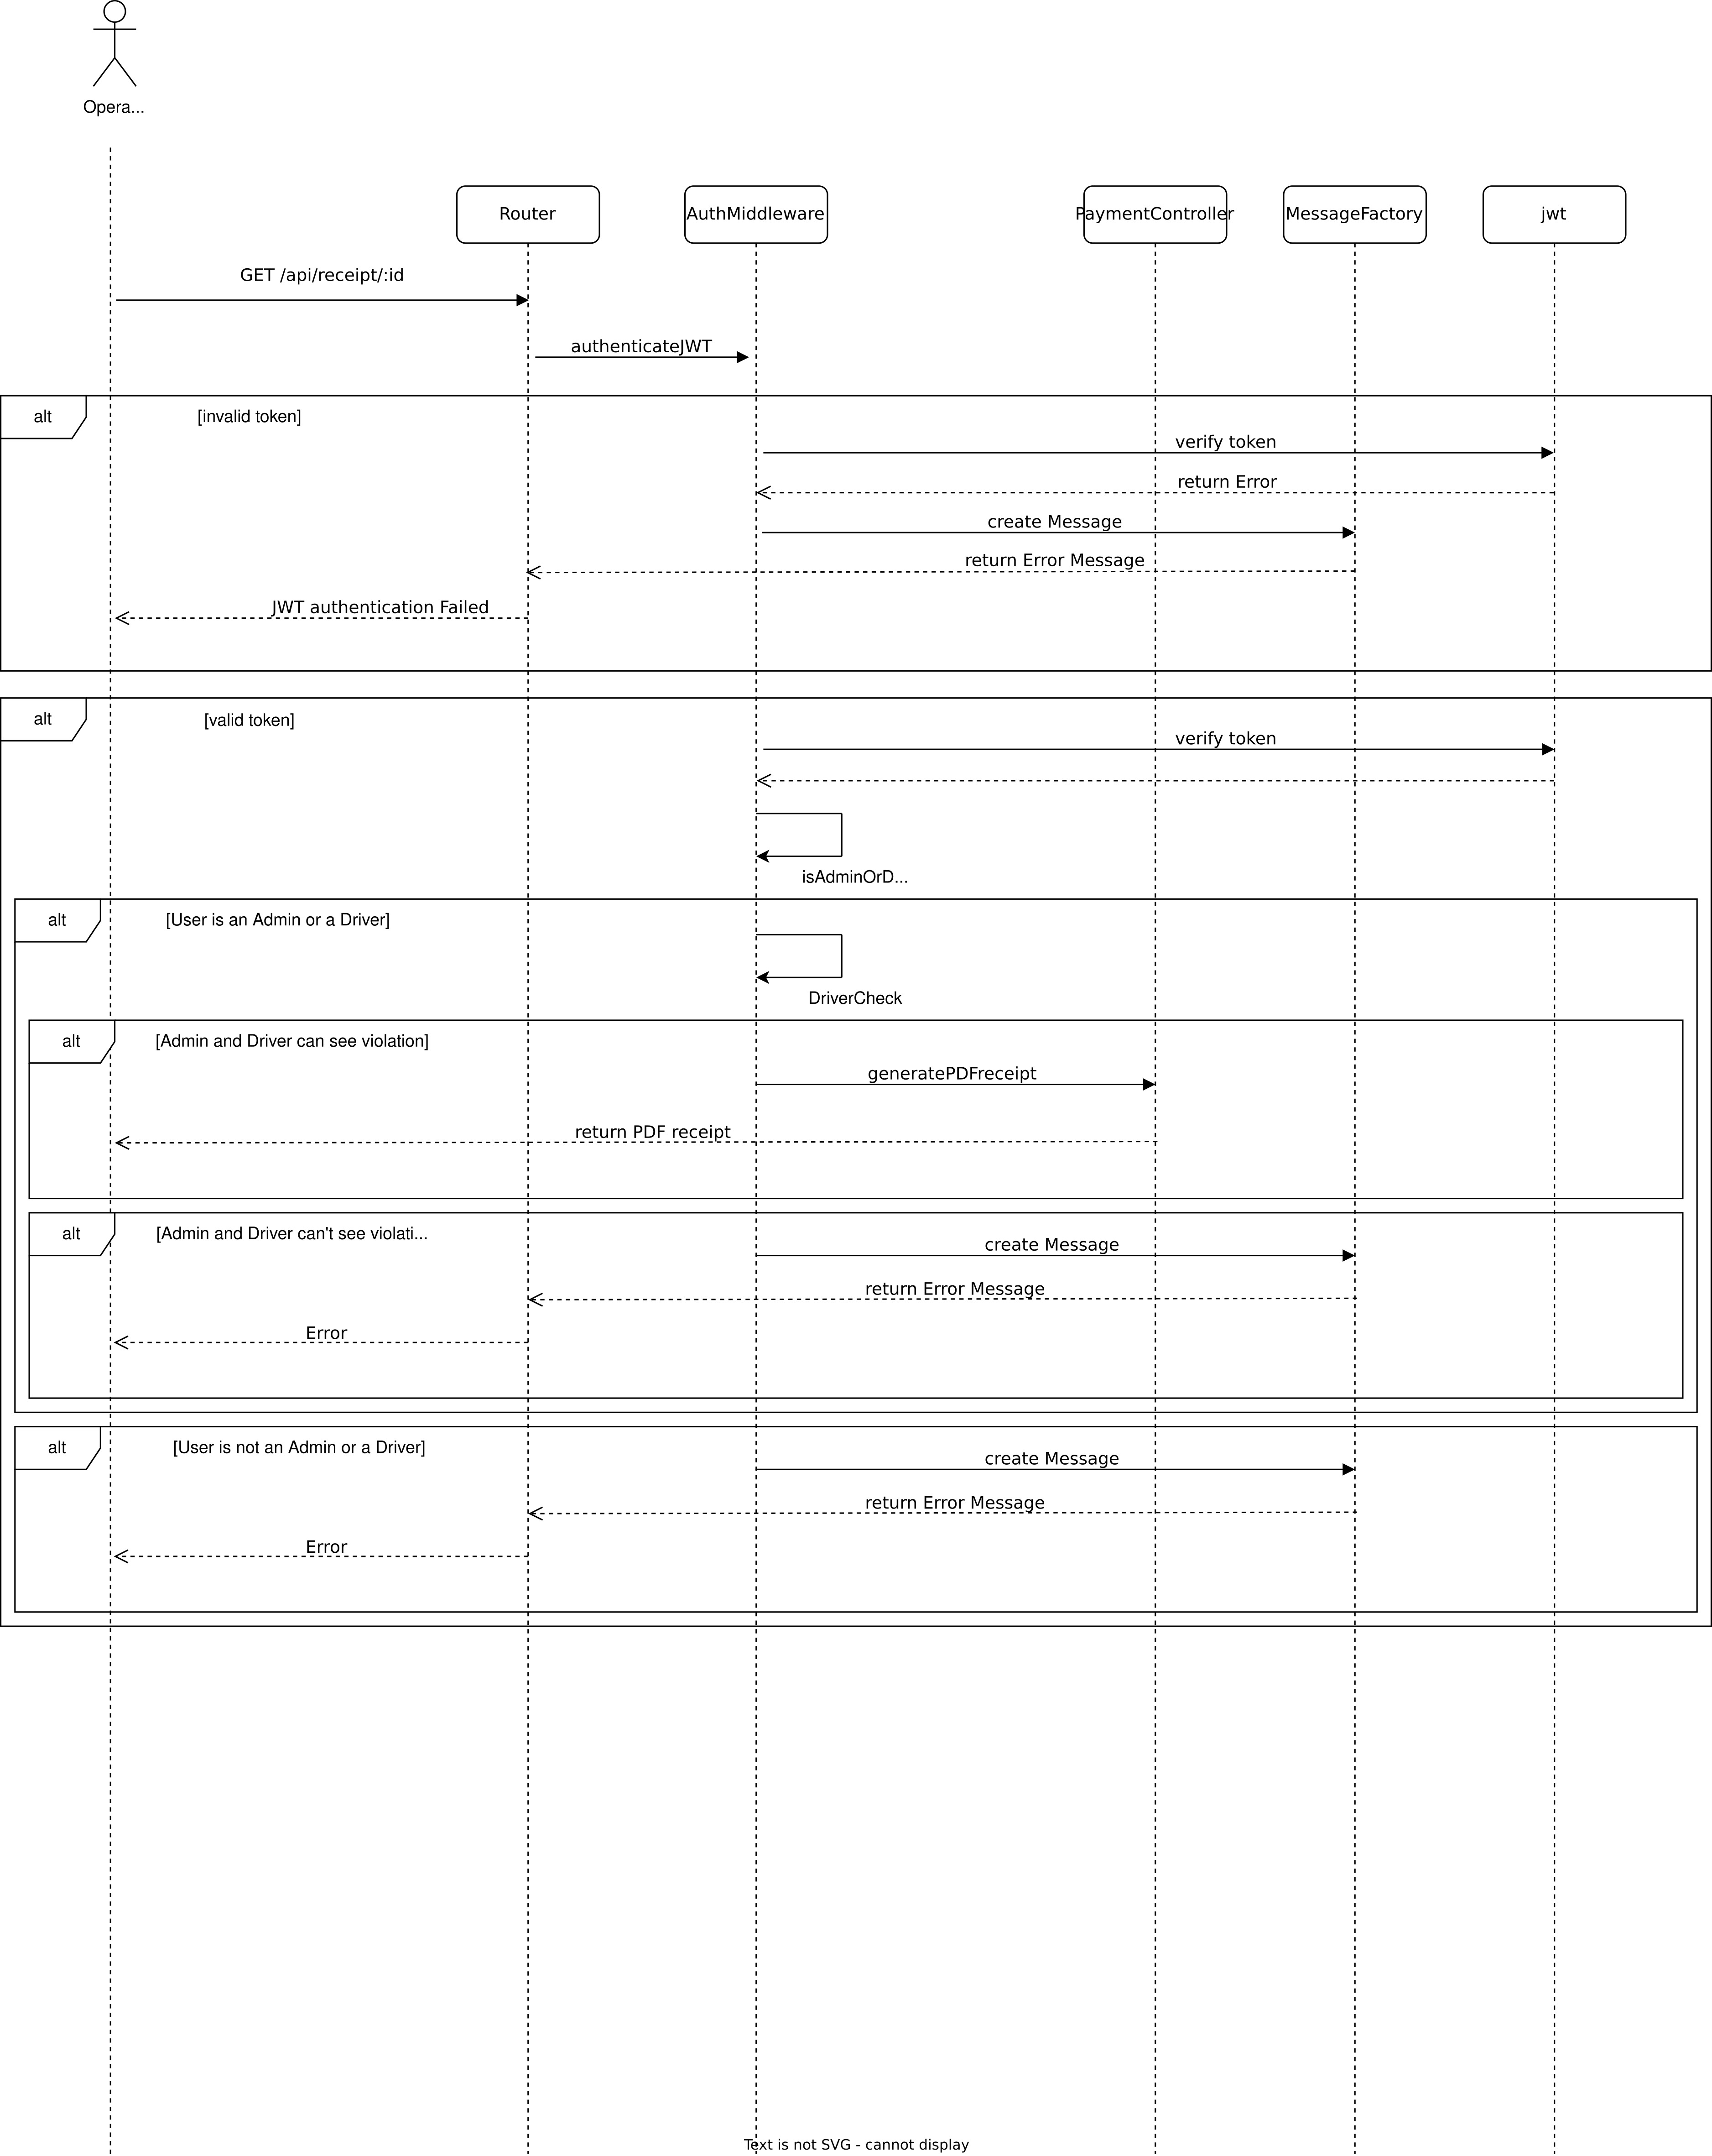 Opera...
Router
AuthMiddleware
PaymentController
MessageFactory
jwt
GET /api/receipt/:id
authenticateJWT
alt
[invalid token]
verify token
return Error
create Message
return Error Message
JWT authentication Failed
alt
[valid token]
verify token
isAdminOrD...
alt
[User is an Admin or a Driver]
DriverCheck
alt
[Admin and Driver can see violation]
generatePDFreceipt
return PDF receipt
alt
[Admin and Driver can't see violati...
create Message
return Error Message
Error
alt
[User is not an Admin or a Driver]
create Message
return Error Message
Error
Text is not SVG - cannot display